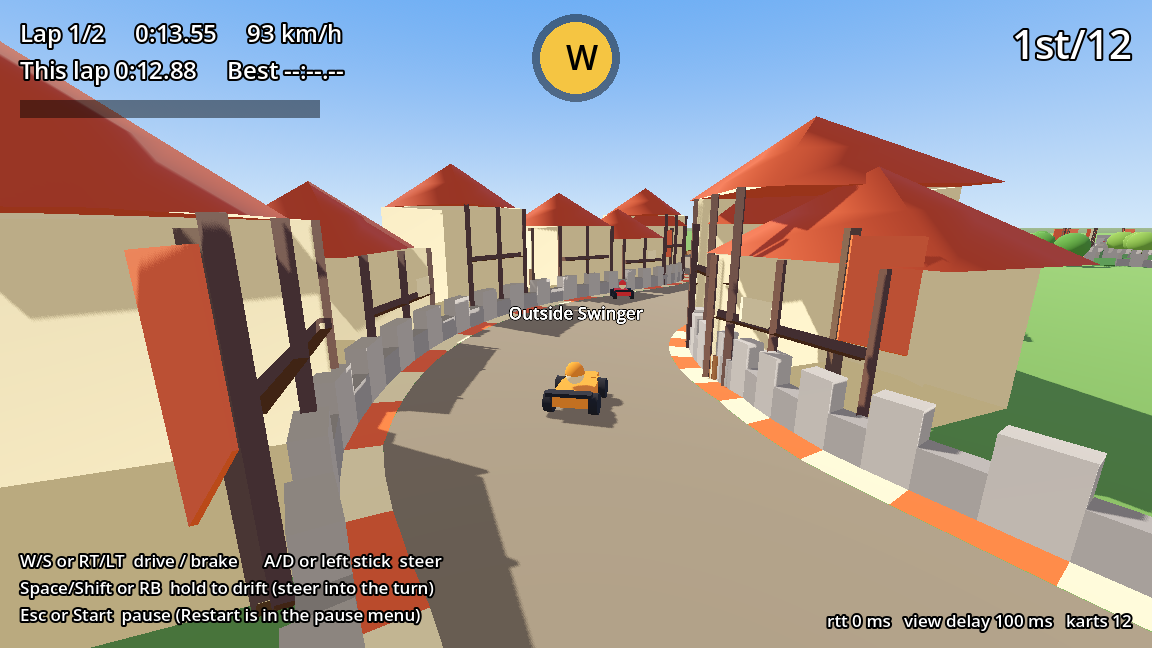 Lap 1/2 0:13.55 93 km/h
This lap 0:12.88 Best --:--.--
W
1st/12
Outside Swinger
W/S or RT/LT drive / brake A/D or left stick steer
Space/Shift or RB hold to drift (steer into the turn)
Esc or Start pause (Restart is in the pause menu)
rtt 0 ms view delay 100 ms karts 12